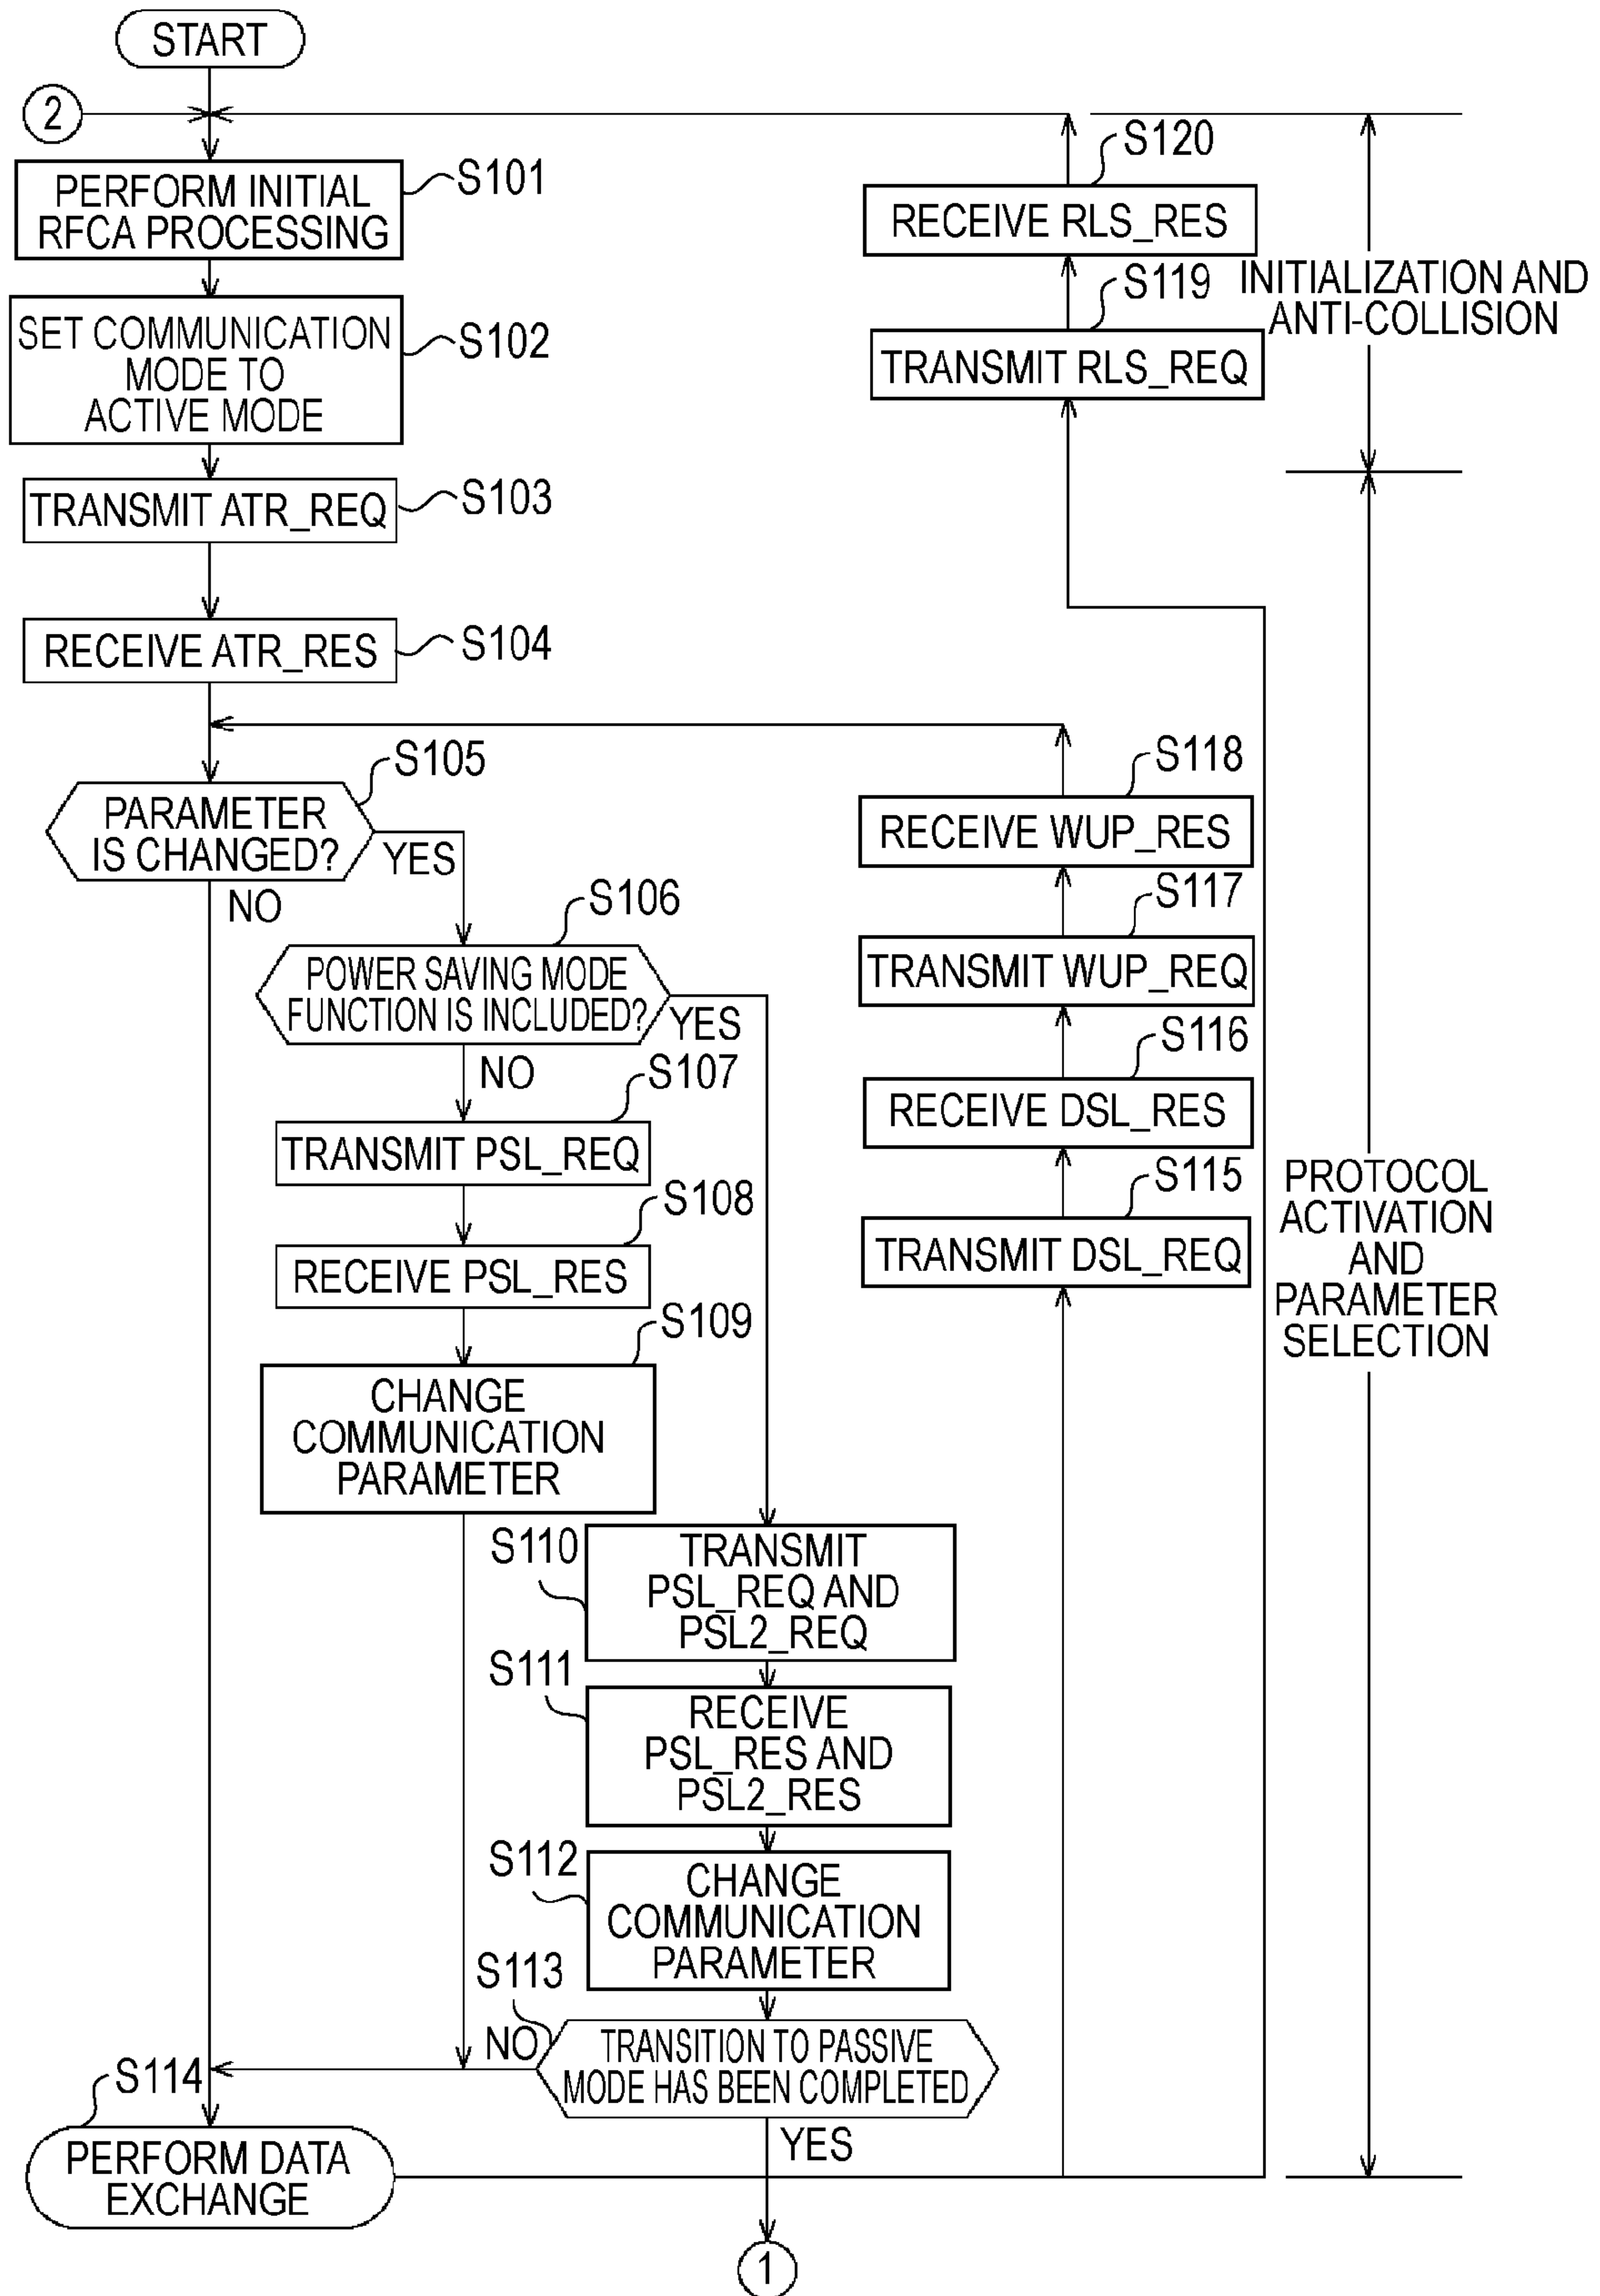 START
2
PERFORM INITIAL
RFCA PROCESSING
S101
SET COMMUNICATION
MODE TO
ACTIVE MODE
S102
TRANSMIT ATR_REQ
S103
RECEIVE ATR_RES
S104
PARAMETER
IS CHANGED?
S105
YES
NO
POWER SAVING MODE
FUNCTION IS INCLUDED?
S106
YES
NO
TRANSMIT PSL_REQ
S107
RECEIVE PSL_RES
S108
CHANGE
COMMUNICATION
PARAMETER
S109
S110
TRANSMIT
PSL_REQ AND
PSL2_REQ
S111
RECEIVE
PSL_RES AND
PSL2_RES
S112
CHANGE
COMMUNICATION
PARAMETER
S113
NO
TRANSITION TO PASSIVE
MODE HAS BEEN COMPLETED
YES
1
S114
PERFORM DATA
EXCHANGE
S120
RECEIVE RLS_RES
S119
TRANSMIT RLS_REQ
S118
RECEIVE WUP_RES
S117
TRANSMIT WUP_REQ
S116
RECEIVE DSL_RES
S115
TRANSMIT DSL_REQ
INITIALIZATION AND
ANTI-COLLISION
PROTOCOL
ACTIVATION
AND
PARAMETER
SELECTION